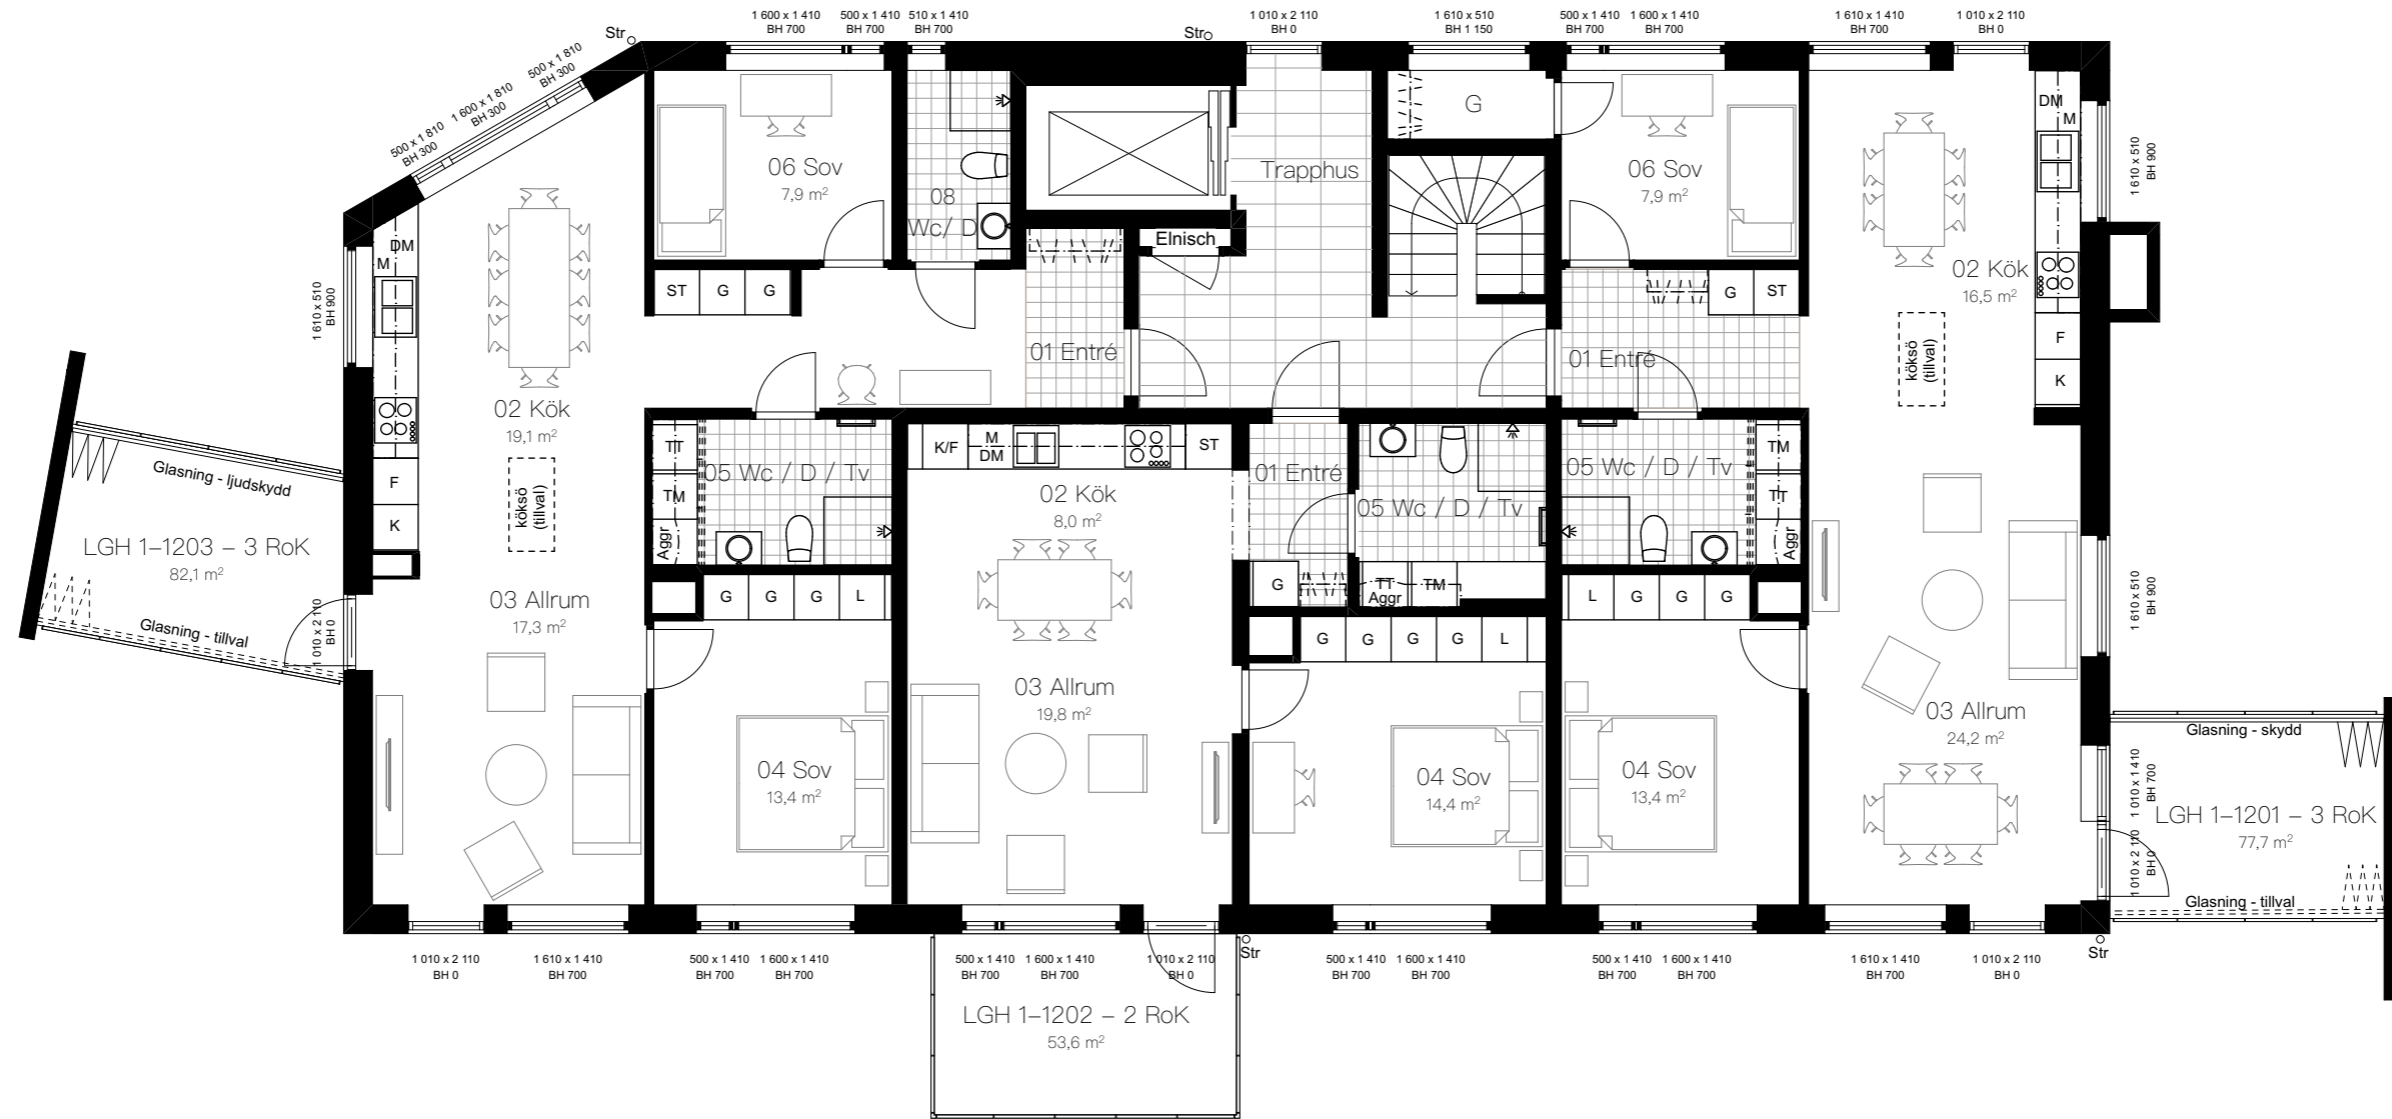 1 600 x 1 410
BH 700
500 x 1 410
BH 700
510 x 1 410
BH 700
1 010 x 2 110
BH 0
1 610 x 510
BH 1 150
500 x 1 410
BH 700
1 600 x 1 410
BH 700
1 610 x 1 410
BH 700
1 010 x 2 110
BH 0
Str
Str
500 x 1 810
BH 300
1 600 x 1 810
BH 300
500 x 1 810
BH 300
06 Sov
7,9 m²
08
Wc/ D
Trapphus
Elnisch
G
06 Sov
7,9 m²
DM
M
1 610 x 510
BH 900
DM
M
1 610 x 510
BH 900
ST
G
G
01 Entré
01 Entré
G
ST
02 Kök
16,5 m²
köksö
(tillval)
F
K
02 Kök
19,1 m²
köksö
(tillval)
F
K
TT
TM
Aggr
05 Wc / D / Tv
K/F
M
DM
ST
02 Kök
8,0 m²
01 Entré
05 Wc / D / Tv
G
TT
Aggr
TM
05 Wc / D / Tv
TM
TT
Aggr
Glasning - ljudskydd
LGH 1–1203 – 3 RoK
82,1 m²
Glasning - tillval
1 010 x 2 110
BH 0
03 Allrum
17,3 m²
G
G
G
L
G
G
G
G
L
L
G
G
G
1 610 x 510
BH 900
03 Allrum
19,8 m²
03 Allrum
24,2 m²
04 Sov
13,4 m²
04 Sov
14,4 m²
04 Sov
13,4 m²
Glasning - skydd
1 010 x 1 410
BH 700
LGH 1–1201 – 3 RoK
77,7 m²
1 010 x 2 110
BH 0
Glasning - tillval
Str
Str
1 010 x 2 110
BH 0
1 610 x 1 410
BH 700
500 x 1 410
BH 700
1 600 x 1 410
BH 700
500 x 1 410
BH 700
1 600 x 1 410
BH 700
1 010 x 2 110
BH 0
500 x 1 410
BH 700
1 600 x 1 410
BH 700
500 x 1 410
BH 700
1 600 x 1 410
BH 700
1 610 x 1 410
BH 700
1 010 x 2 110
BH 0
LGH 1–1202 – 2 RoK
53,6 m²